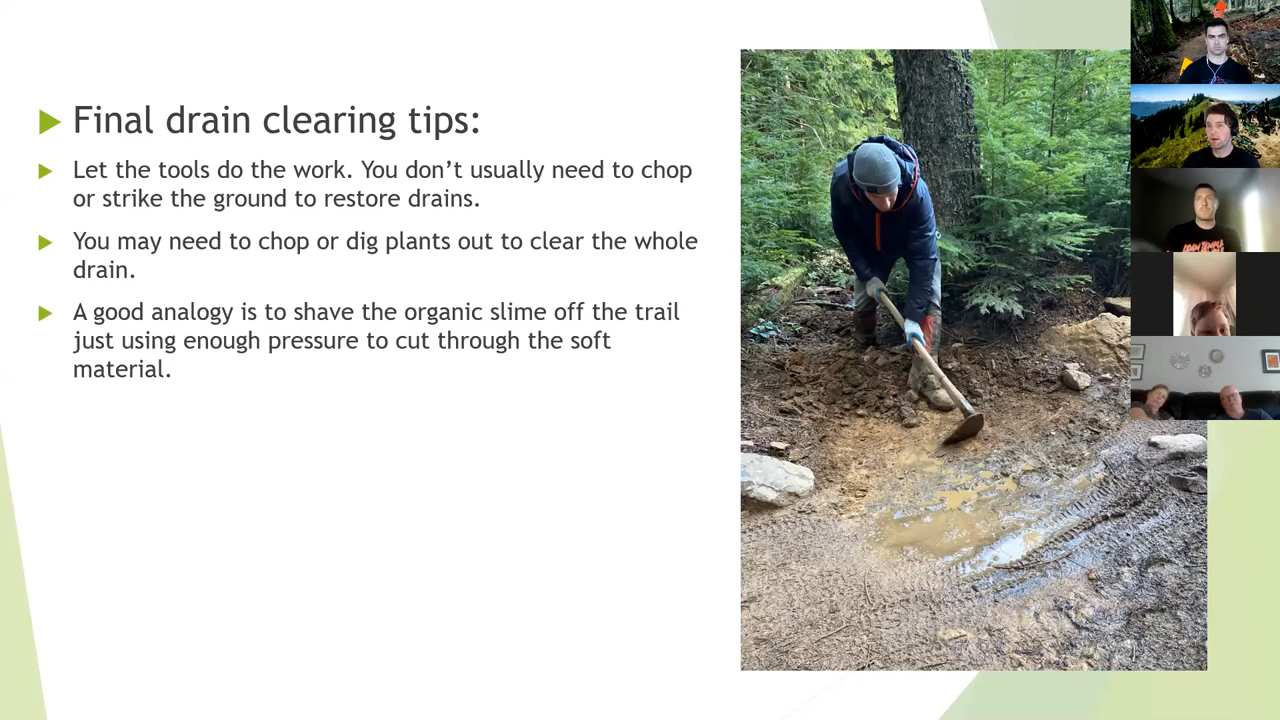 Final drain clearing tips:
Let the tools do the work. You don’t usually need to chop
or strike the ground to restore drains.
You may need to chop or dig plants out to clear the whole
drain.
A good analogy is to shave the organic slime off the trail
just using enough pressure to cut through the soft
material.